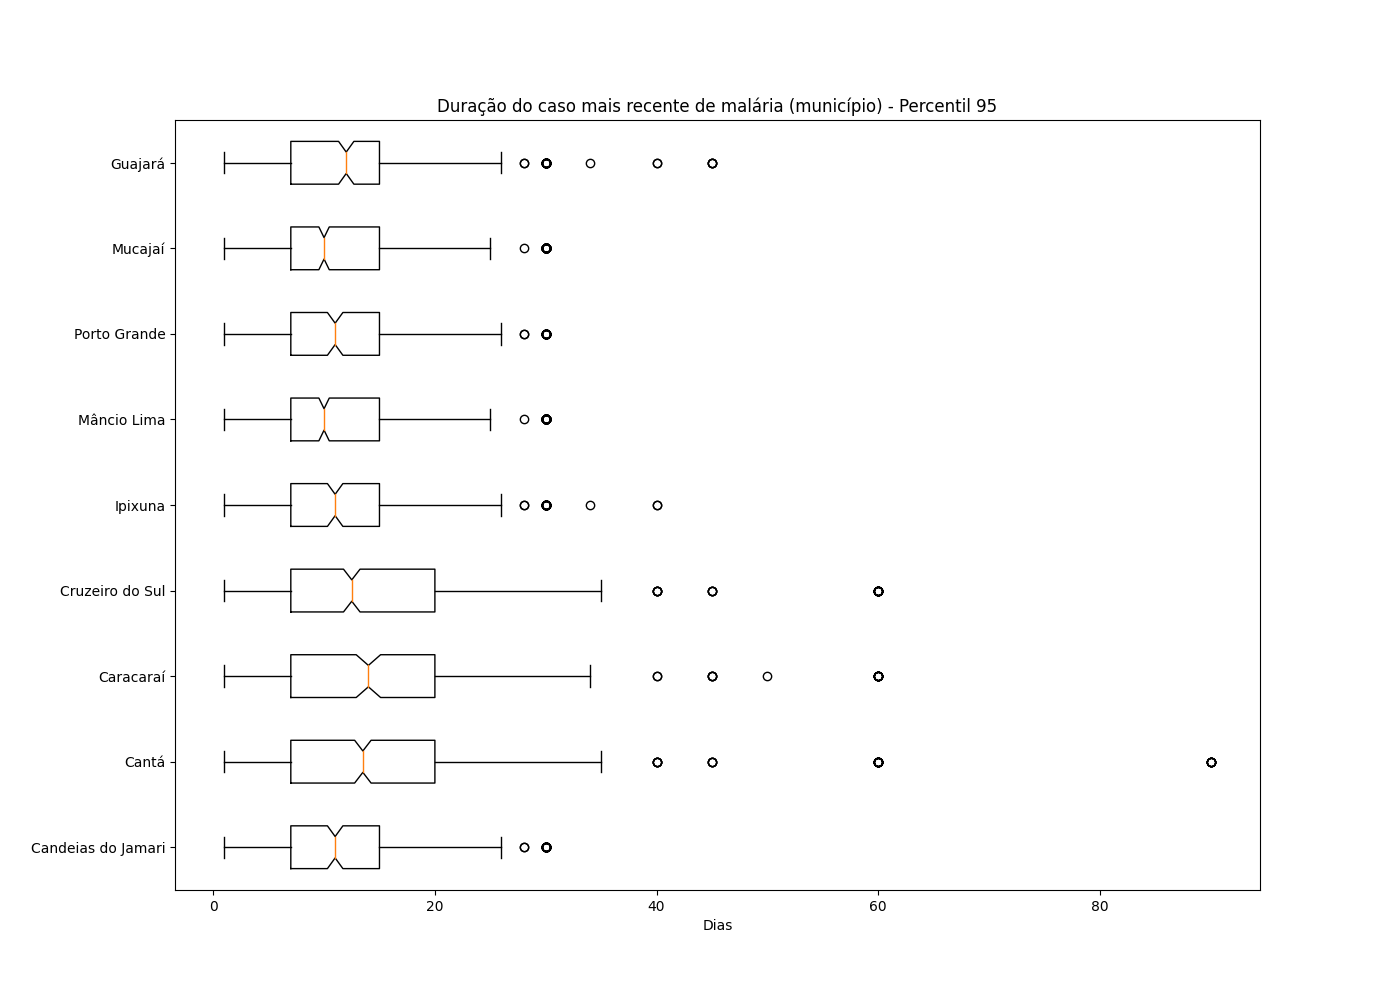 Duração do caso mais recente de malária (município) - Percentil 95
Guajará
Mucajaí
Porto Grande
Mâncio Lima
Ipixuna
Cruzeiro do Sul
Caracaraí
Cantá
Candeias do Jamari
0 20 40 60 80
Dias